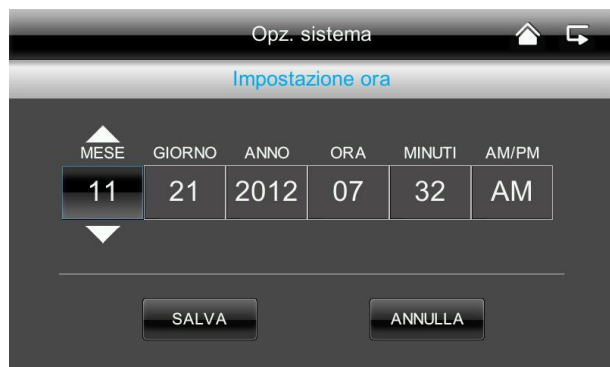 Opz. sistema
Impostazione ora
MESE GIORNO ANNO ORA MINUTI AM/PM
11 21 2012 07 32 AM
SALVA ANNULLA